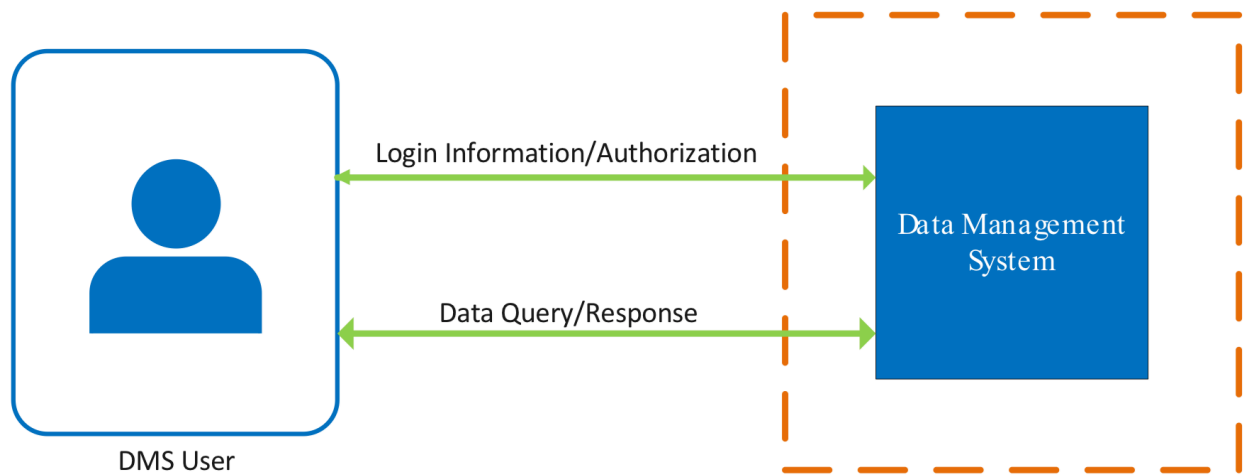 Login Information/Authorization
Data Management
System
Data Query/Response
DMS User